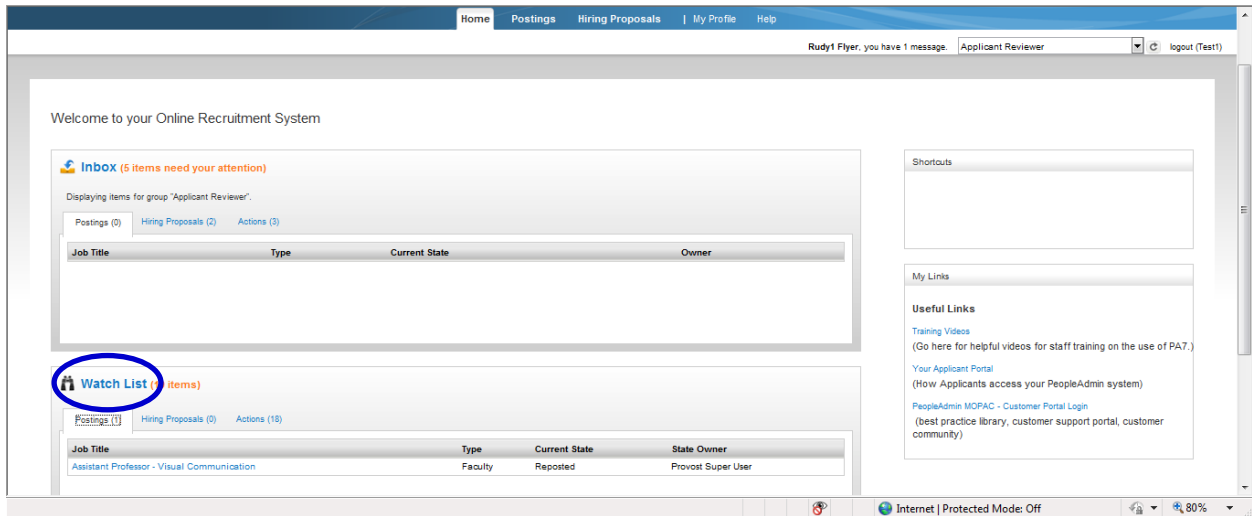 Home Postings Hiring Proposals | My Profile Help
Rudy1 Flyer, you have 1 message. Applicant Reviewer logout (Test1)
Welcome to your Online Recruitment System
Inbox (5 items need your attention)
Displaying items for group "Applicant Reviewer".
Postings (0) Hiring Proposals (2) Actions (3)
Job Title Type Current State Owner
Shortcuts
My Links
Useful Links
Training Videos
(Go here for helpful videos for staff training on the use of PA7.)
Your Applicant Portal
(How Applicants access your PeopleAdmin system)
PeopleAdmin MOPAC - Customer Portal Login
(best practice library, customer support portal, customer
community)
Watch List items)
Postings (1) Hiring Proposals (0) Actions (18)
Job Title Type Current State State Owner
Assistant Professor - Visual Communication Faculty Reposted Provost Super User
Internet | Protected Mode: Off 80%